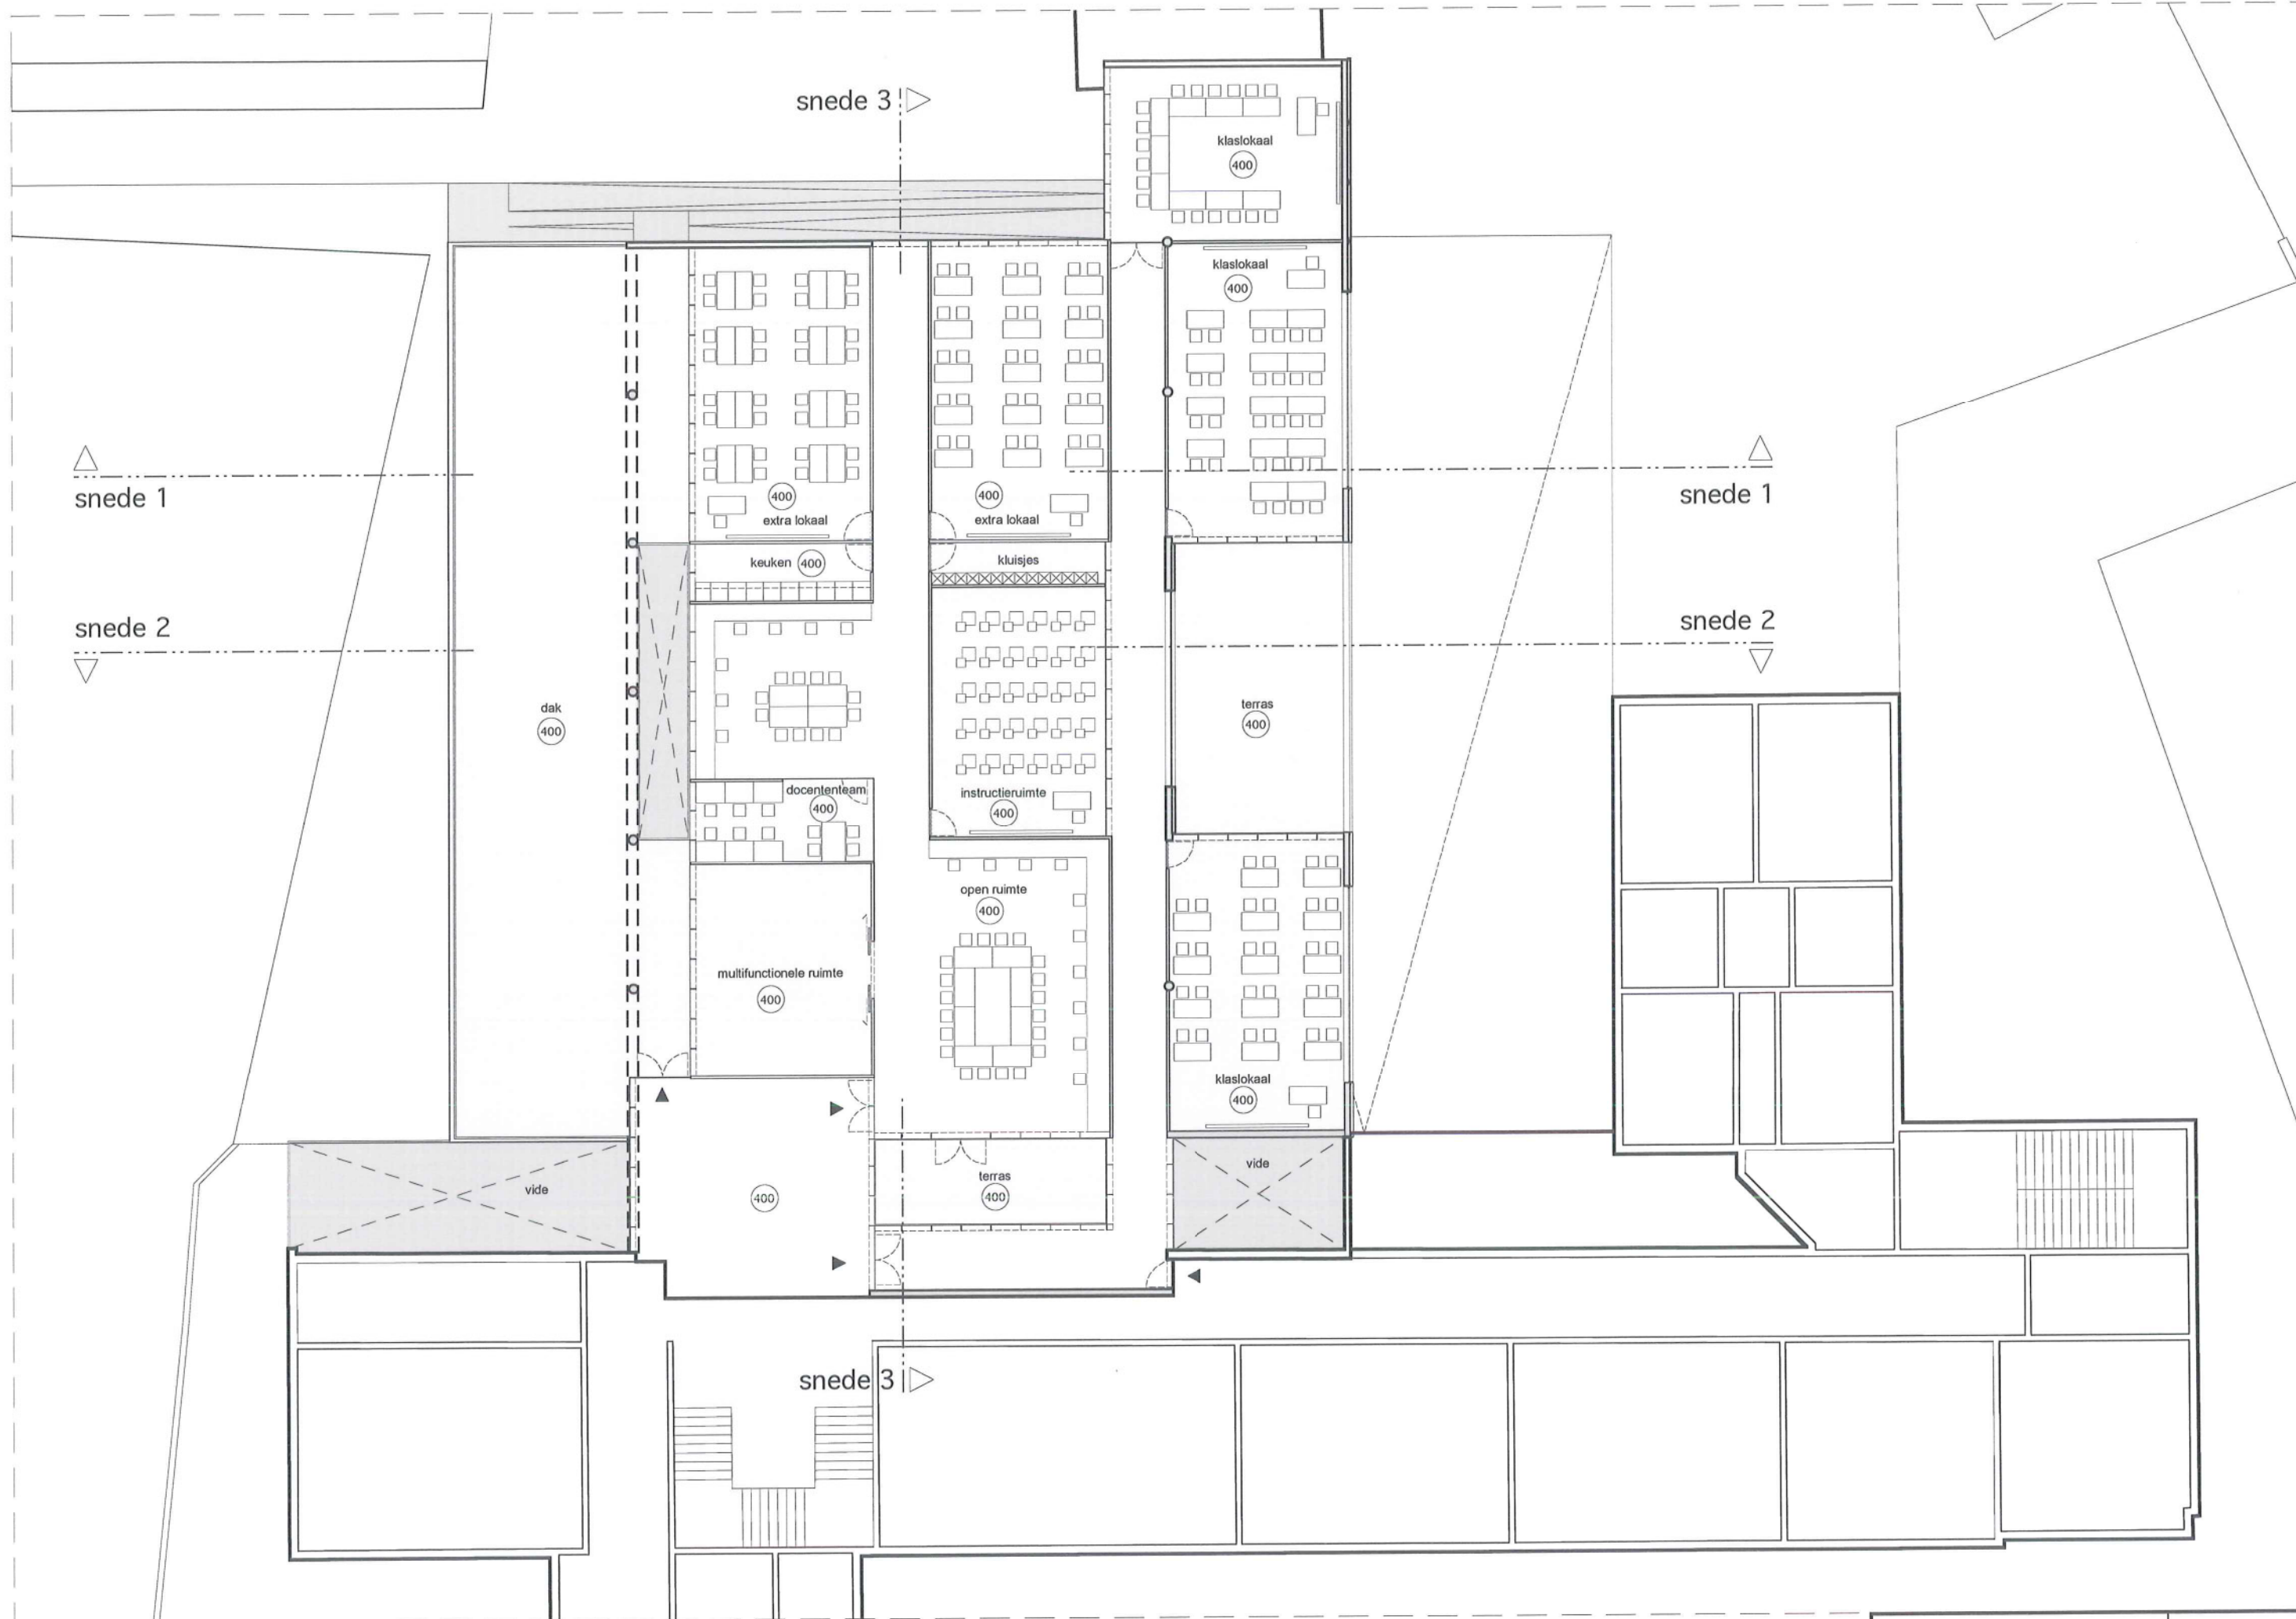 snede 3
klaslokaal
400
klaslokaal
400
snede 1
snede 1
400
extra lokaal
400
extra lokaal
keuken 400
kluisjes
snede 2
snede 2
dak
400
terras
400
docententeam
400
instructieruimte
400
open ruimte
400
multifunctionele ruimte
400
klaslokaal
400
vide
400
terras
400
vide
snede 3